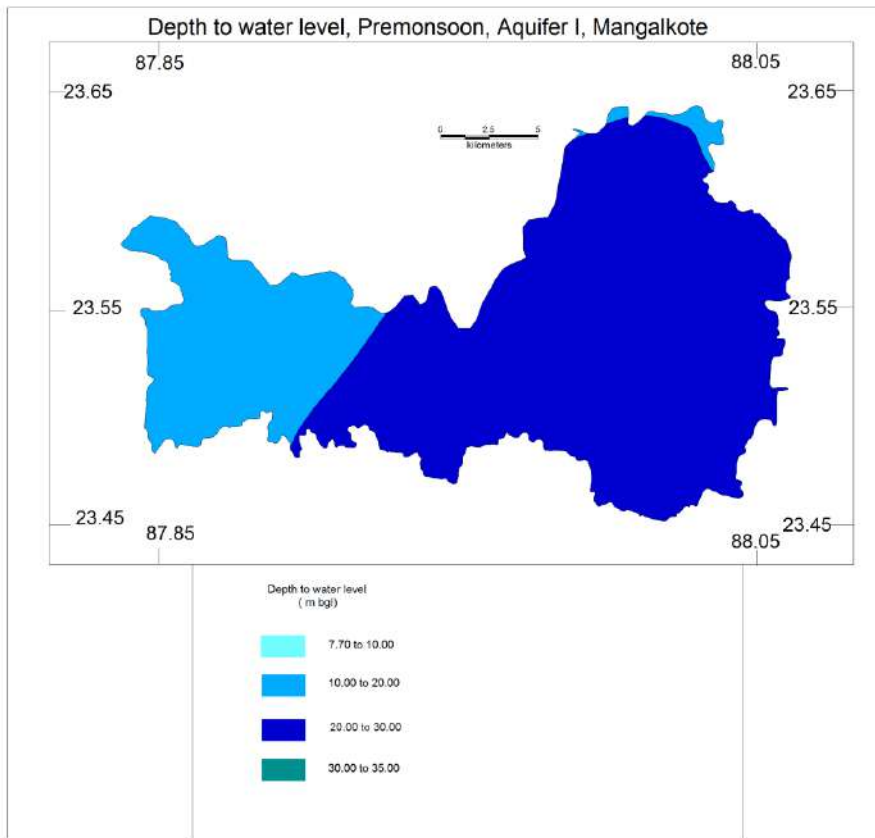 Depth to water level, Premonsoon, Aquifer I, Mangalkote
87.85
88.05
23.65
23.65
0 2.5 5
kilometers
23.55
23.55
23.45
23.45
87.85
88.05
Depth to water level
( m bgl)
7.70 to 10.00
10.00 to 20.00
20.00 to 30.00
30.00 to 35.00